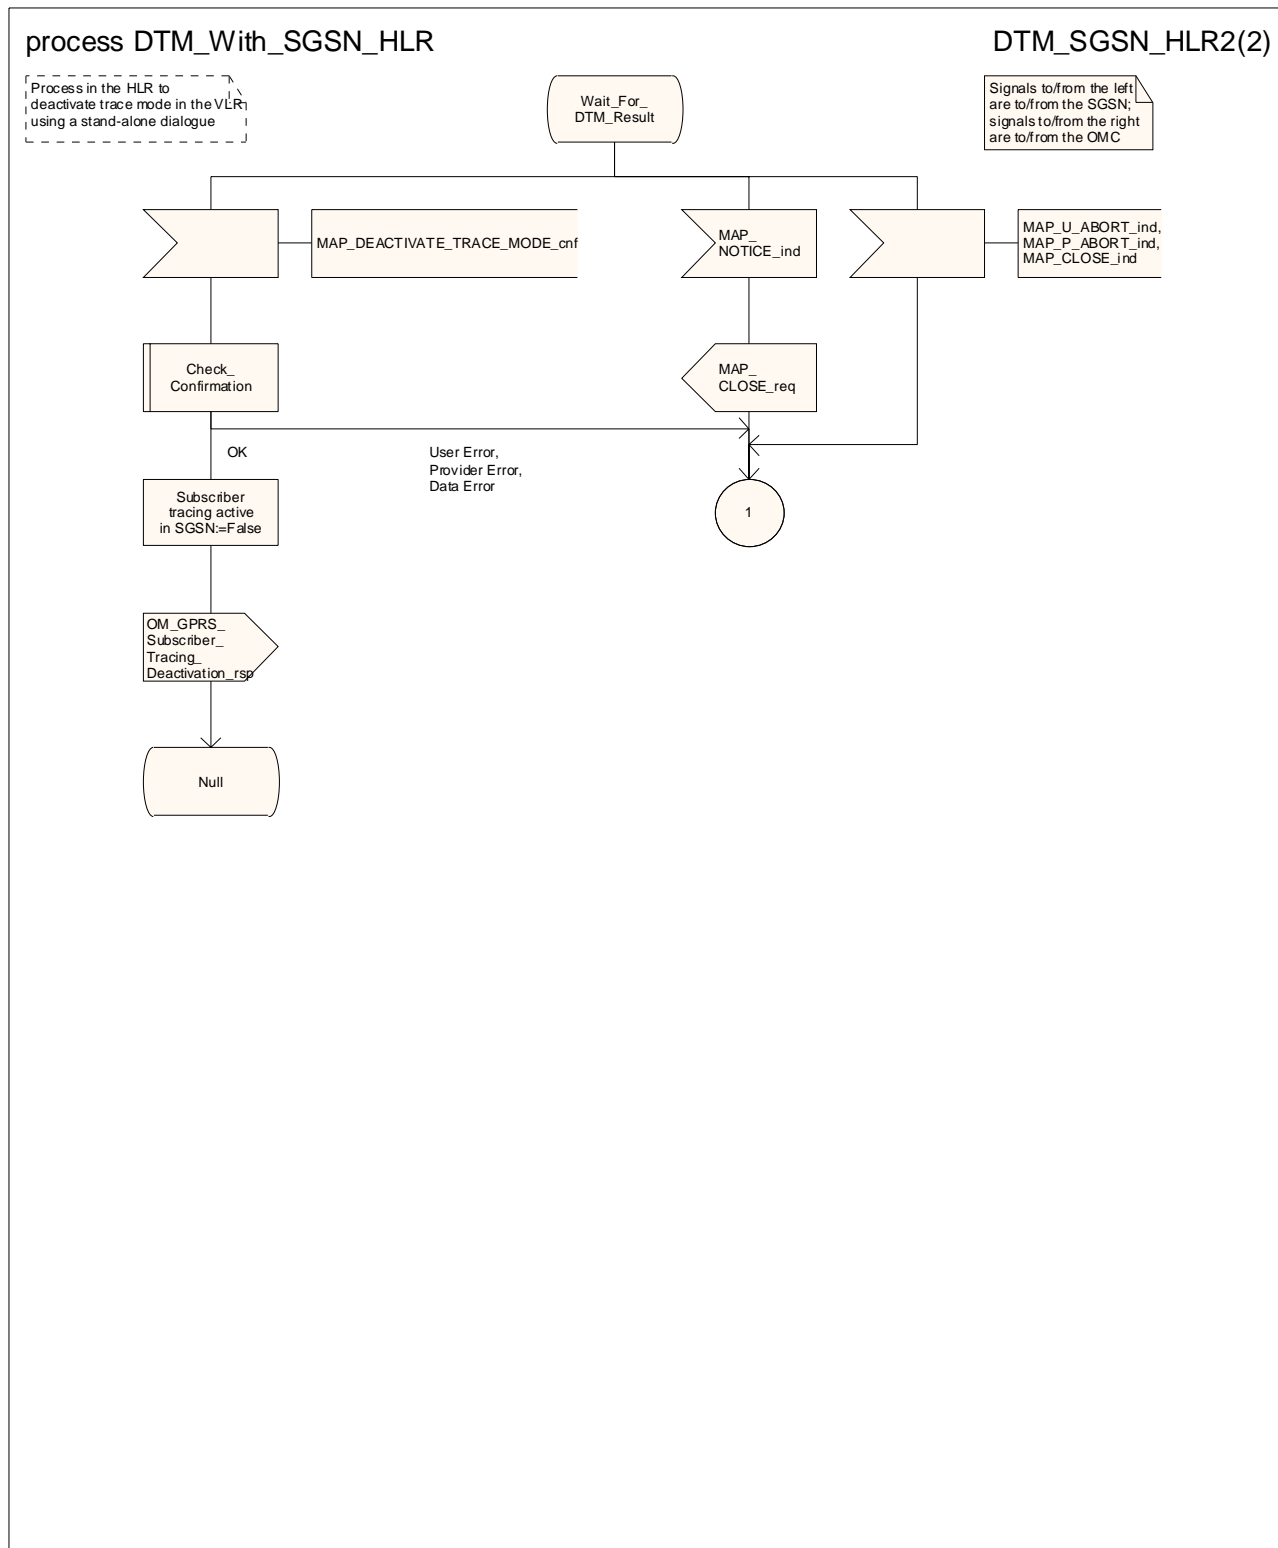 process DTM_With_SGSN_HLR
DTM_SGSN_HLR2(2)
Process in the HLR to
deactivate trace mode in the VLR
using a stand-alone dialogue
Wait_For_
DTM_Result
Signals to/from the left
are to/from the SGSN;
signals to/from the right
are to/from the OMC
MAP_DEACTIVATE_TRACE_MODE_cnf
MAP_
NOTICE_ind
MAP_U_ABORT_ind,
MAP_P_ABORT_ind,
MAP_CLOSE_ind
Check_
Confirmation
MAP_
CLOSE_req
OK
User Error,
Provider Error,
Data Error
Subscriber
tracing active
in SGSN:=False
1
OM_GPRS_
Subscriber_
Tracing_
Deactivation_rsp
Null